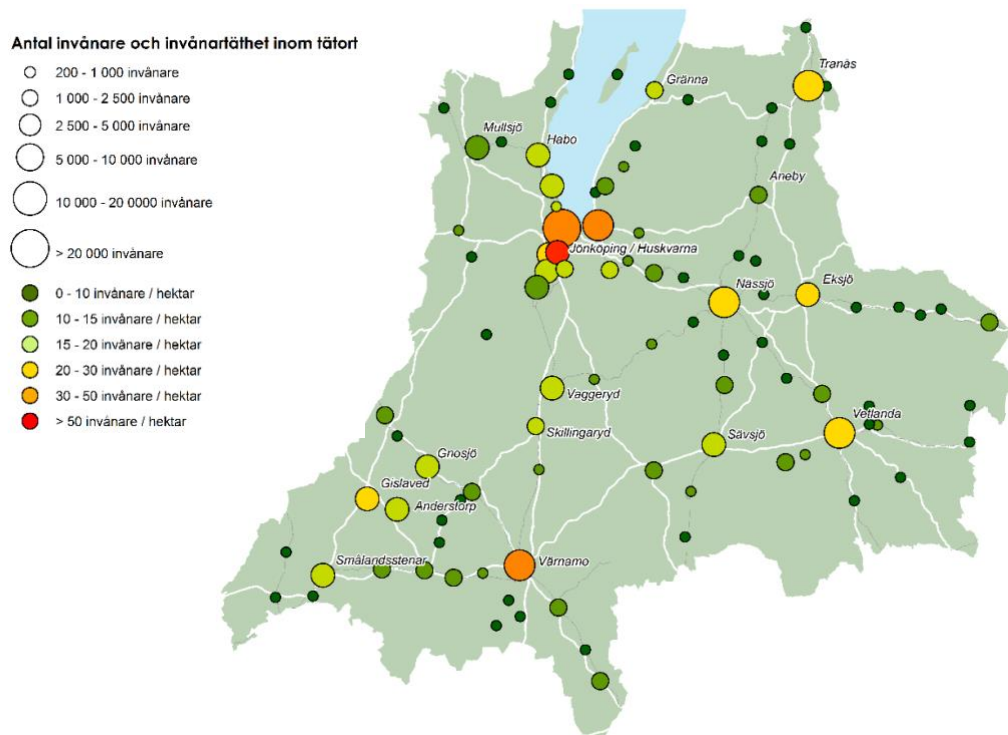 Antal invånare och invånartäthet inom tätort
200 - 1 000 invånare
1 000 - 2 500 invånare
2 500 - 5 000 invånare
5 000 - 10 000 invånare
10 000 - 20 0000 invånare
> 20 000 invånare
0 - 10 invånare / hektar
10 - 15 invånare / hektar
15 - 20 invånare / hektar
20 - 30 invånare / hektar
30 - 50 invånare / hektar
> 50 invånare / hektar
Tranås
Gränna
Mullsjö
Habo
Aneby
Jönköping / Huskvarna
Nässjö
Eksjö
Vaggeryd
Vetlanda
Skillingaryd
Sävsjö
Gnosjö
Gislaved
Anderstorp
Smålandsstenar
Värnamo